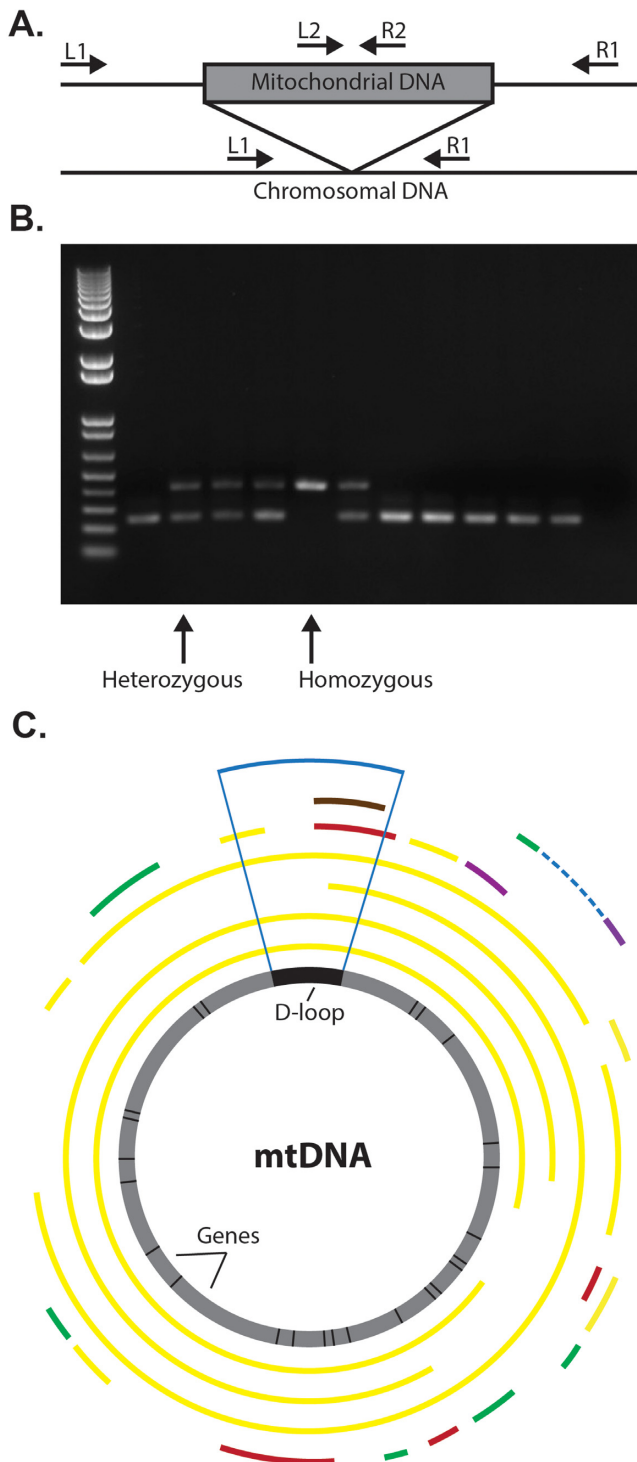 A.
L1
L2
R2
R1
Mitochondrial DNA
L1
R1
Chromosomal DNA
B.
Heterozygous
Homozygous
C.
D-loop
mtDNA
Genes